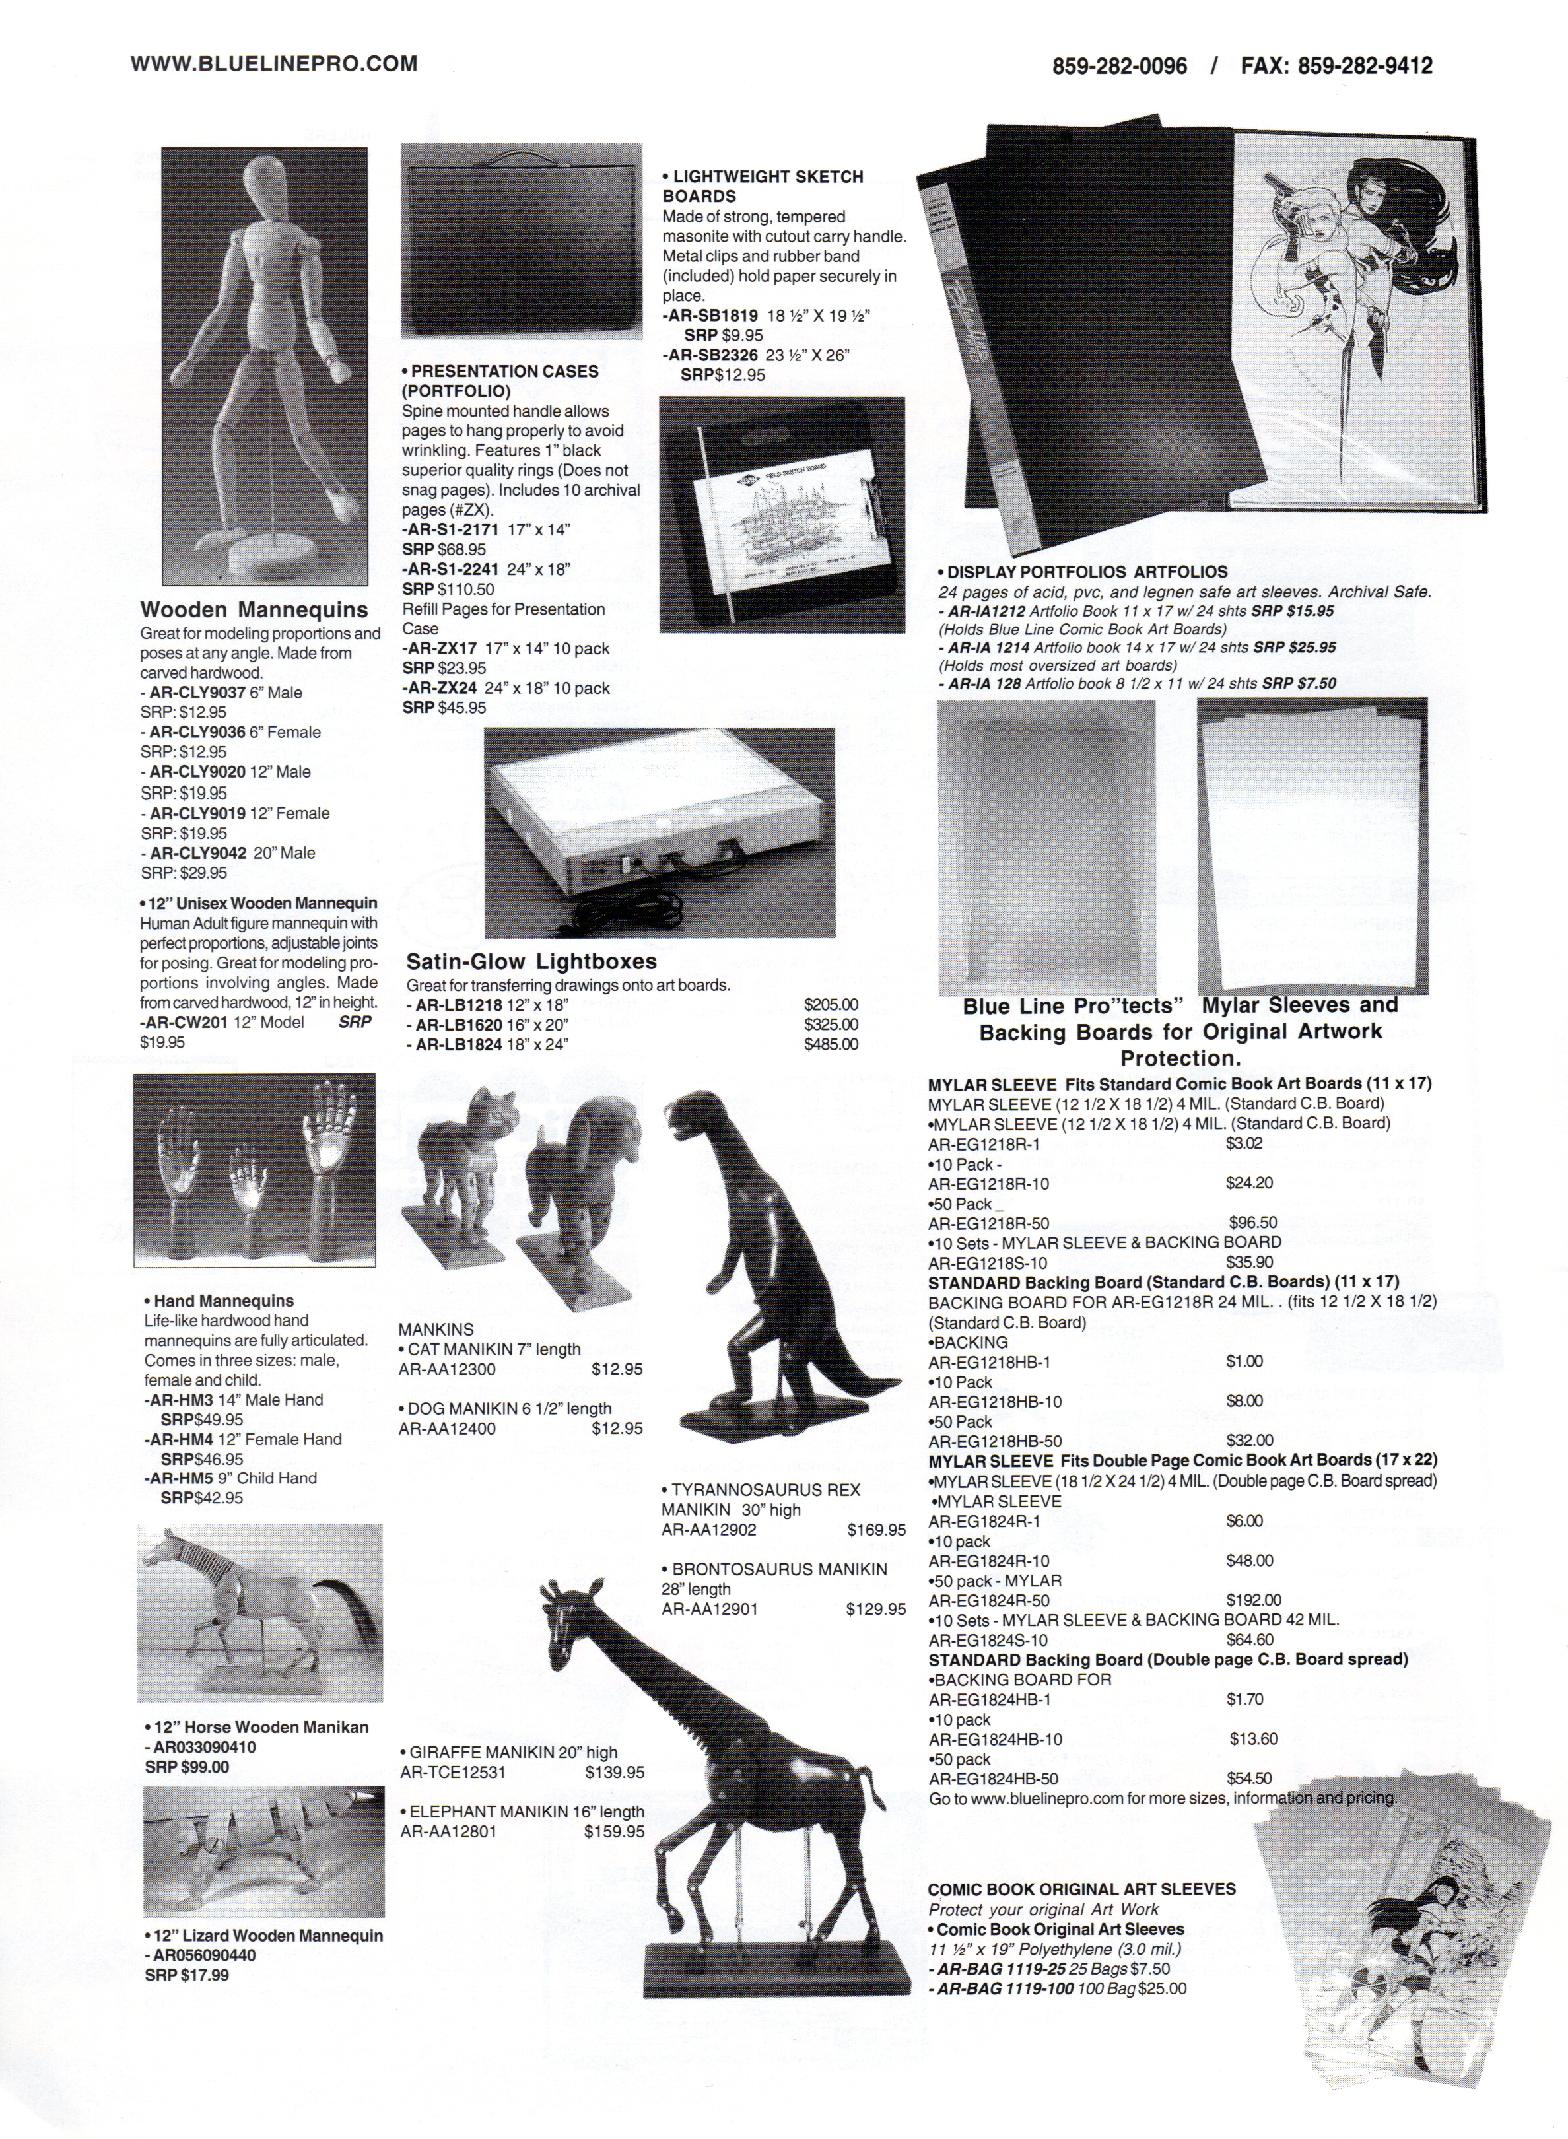 WWW.BLUELINEPRO.COM
859-282-0096 / FAX: 859-282-9412
Wooden Mannequins
Great for modeling proportions and
poses at any angle. Made from
carved hardwood.
- AR-CLY9037 6" Male
SRP: $12.95
- AR-CLY9036 6" Female
SRP: $12.95
- AR-CLY9020 12" Male
SRP: $19.95
- AR-CLY9019 12" Female
SRP: $19.95
- AR-CLY9042 20" Male
SRP: $29.95
• 12" Unisex Wooden Mannequin
Human Adult figure mannequin with
perfect proportions, adjustable joints
for posing. Great for modeling pro-
portions involving angles. Made
from carved hardwood, 12" in height.
-AR-CW201 12" Model SRP
$19.95
• Hand Mannequins
Life-like hardwood hand
mannequins are fully articulated.
Comes in three sizes: male,
female and child.
-AR-HM3 14" Male Hand
SRP$49.95
-AR-HM4 12" Female Hand
SRP$46.95
-AR-HM5 9" Child Hand
SRP$42.95
• 12" Horse Wooden Manikan
- AR033090410
SRP $99.00
• 12" Lizard Wooden Mannequin
- AR056090440
SRP $17.99
• PRESENTATION CASES
(PORTFOLIO)
Spine mounted handle allows
pages to hang properly to avoid
wrinkling. Features 1" black
superior quality rings (Does not
snag pages). Includes 10 archival
pages (#ZX).
-AR-S1-2171 17" x 14"
SRP $68.95
-AR-S1-2241 24" x 18"
SRP $110.50
Refill Pages for Presentation
Case
-AR-ZX17 17" x 14" 10 pack
SRP $23.95
-AR-ZX24 24" x 18" 10 pack
SRP $45.95
• LIGHTWEIGHT SKETCH
BOARDS
Made of strong, tempered
masonite with cutout carry handle.
Metal clips and rubber band
(included) hold paper securely in
place.
-AR-SB1819 18 ½" X 19 ½"
SRP $9.95
-AR-SB2326 23 ½" X 26"
SRP$12.95
FIELD-SKETCH BOARD
Satin-Glow Lightboxes
Great for transferring drawings onto art boards.
- AR-LB1218 12" x 18" $205.00
- AR-LB1620 16" x 20" $325.00
- AR-LB1824 18" x 24" $485.00
MANKINS
• CAT MANIKIN 7" length
AR-AA12300 $12.95
• DOG MANIKIN 6 1/2" length
AR-AA12400 $12.95
• TYRANNOSAURUS REX
MANIKIN 30" high
AR-AA12902 $169.95
• BRONTOSAURUS MANIKIN
28" length
AR-AA12901 $129.95
• GIRAFFE MANIKIN 20" high
AR-TCE12531 $139.95
• ELEPHANT MANIKIN 16" length
AR-AA12801 $159.95
• DISPLAY PORTFOLIOS ARTFOLIOS
24 pages of acid, pvc, and legnen safe art sleeves. Archival Safe.
- AR-IA1212 Artfolio Book 11 x 17 w/ 24 shts SRP $15.95
(Holds Blue Line Comic Book Art Boards)
- AR-IA 1214 Artfolio book 14 x 17 w/ 24 shts SRP $25.95
(Holds most oversized art boards)
- AR-IA 128 Artfolio book 8 1/2 x 11 w/ 24 shts SRP $7.50
Blue Line Pro"tects" Mylar Sleeves and
Backing Boards for Original Artwork
Protection.
MYLAR SLEEVE Fits Standard Comic Book Art Boards (11 x 17)
MYLAR SLEEVE (12 1/2 X 18 1/2) 4 MIL. (Standard C.B. Board)
•MYLAR SLEEVE (12 1/2 X 18 1/2) 4 MIL. (Standard C.B. Board)
AR-EG1218R-1 $3.02
•10 Pack -
AR-EG1218R-10 $24.20
•50 Pack _
AR-EG1218R-50 $96.50
•10 Sets - MYLAR SLEEVE & BACKING BOARD
AR-EG1218S-10 $35.90
STANDARD Backing Board (Standard C.B. Boards) (11 x 17)
BACKING BOARD FOR AR-EG1218R 24 MIL. . (fits 12 1/2 X 18 1/2)
(Standard C.B. Board)
•BACKING
AR-EG1218HB-1 $1.00
•10 Pack
AR-EG1218HB-10 $8.00
•50 Pack
AR-EG1218HB-50 $32.00
MYLAR SLEEVE Fits Double Page Comic Book Art Boards (17 x 22)
•MYLAR SLEEVE (18 1/2 X 24 1/2) 4 MIL. (Double page C.B. Board spread)
•MYLAR SLEEVE
AR-EG1824R-1 $6.00
•10 pack
AR-EG1824R-10 $48.00
•50 pack - MYLAR
AR-EG1824R-50 $192.00
•10 Sets - MYLAR SLEEVE & BACKING BOARD 42 MIL.
AR-EG1824S-10 $64.60
STANDARD Backing Board (Double page C.B. Board spread)
•BACKING BOARD FOR
AR-EG1824HB-1 $1.70
•10 pack
AR-EG1824HB-10 $13.60
•50 pack
AR-EG1824HB-50 $54.50
Go to www.bluelinepro.com for more sizes, information and pricing.
COMIC BOOK ORIGINAL ART SLEEVES
Protect your original Art Work
• Comic Book Original Art Sleeves
11 ½" x 19" Polyethylene (3.0 mil.)
- AR-BAG 1119-25 25 Bags $7.50
- AR-BAG 1119-100 100 Bag $25.00